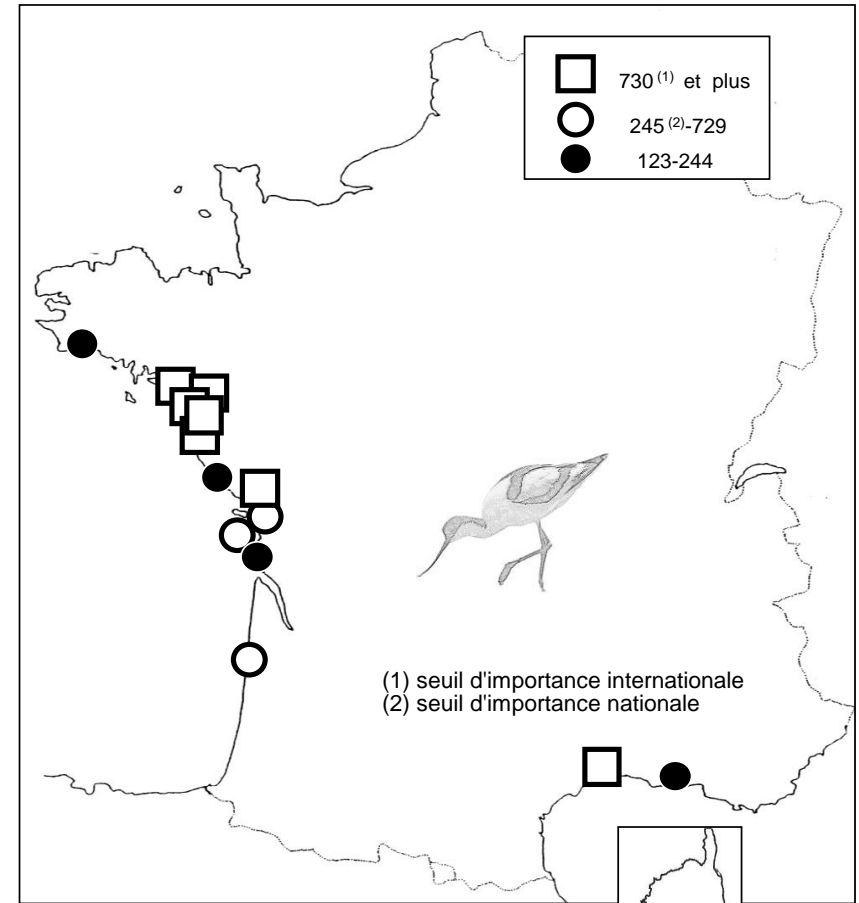 730 (1) et plus
245 (2)-729
123-244
(1) seuil d'importance internationale
(2) seuil d'importance nationale